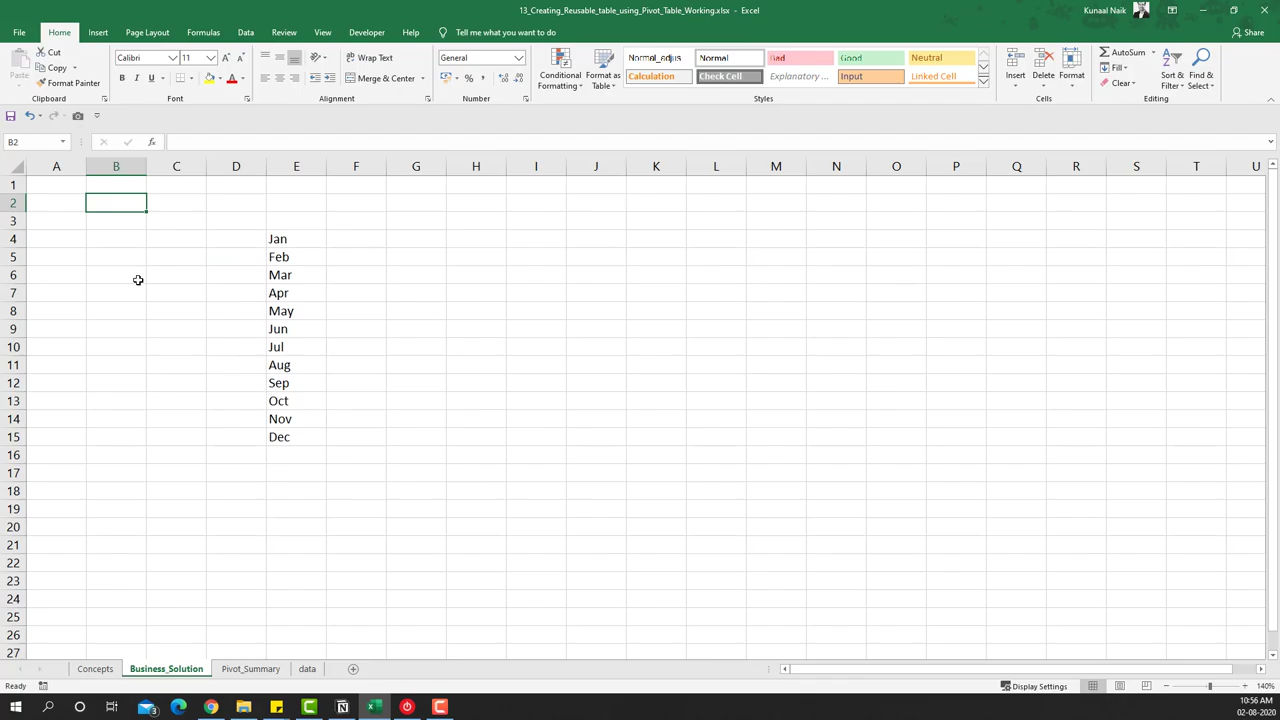 13_Creating_Reusable_table_using_Pivot_Table_Working.xlsx - Excel
Kunaal Naik
File Home Insert Page Layout Formulas Data Review View Developer Help Tell me what you want to do Share
Cut
Copy
Format Painter
Paste
Clipboard
Calibri 11
B I U
Font
Wrap Text
Merge & Center
Alignment
General
Number
Conditional Formatting
Format as Table
Normal_adjus Normal Bad Good Neutral
Calculation Check Cell Explanatory ... Input Linked Cell
Styles
Insert Delete Format
Cells
AutoSum
Fill
Clear
Sort & Filter
Find & Select
Editing
B2 fx
A B C D E F G H I J K L M N O P Q R S T U
1
2
3
4 Jan
5 Feb
6 Mar
7 Apr
8 May
9 Jun
10 Jul
11 Aug
12 Sep
13 Oct
14 Nov
15 Dec
16
17
18
19
20
21
22
23
24
25
26
27
Concepts Business_Solution Pivot_Summary data
Ready Display Settings 140%
10:56 AM
02-08-2020